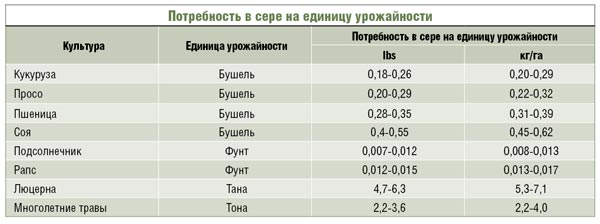 Потребность в сере на единицу урожайности
Культура Единица урожайности Потребность в сере на единицу урожайности
lbs кг/га
Кукуруза Бушель 0,18-0,26 0,20-0,29
Просо Бушель 0,20-0,29 0,22-0,32
Пшеница Бушель 0,28-0,35 0,31-0,39
Соя Бушель 0,4-0,55 0,45-0,62
Подсолнечник Фунт 0,007-0,012 0,008-0,013
Рапс Фунт 0,012-0,015 0,013-0,017
Люцерна Тана 4,7-6,3 5,3-7,1
Многолетние травы Тона 2,2-3,6 2,2-4,0